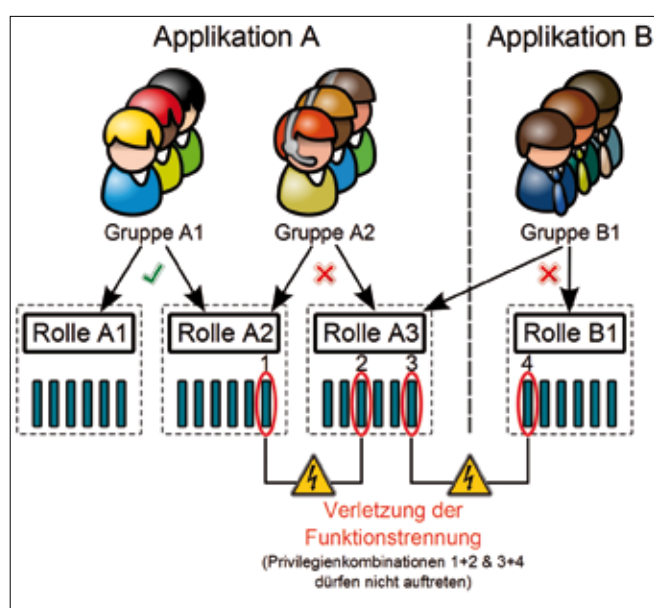 Applikation A
Applikation B
Gruppe A1
Gruppe A2
Gruppe B1
Rolle A1
Rolle A2
Rolle A3
Rolle B1
1
2
3
4
Verletzung der
Funktionstrennung
(Privilegienkombinationen 1+2 & 3+4
dürfen nicht auftreten)